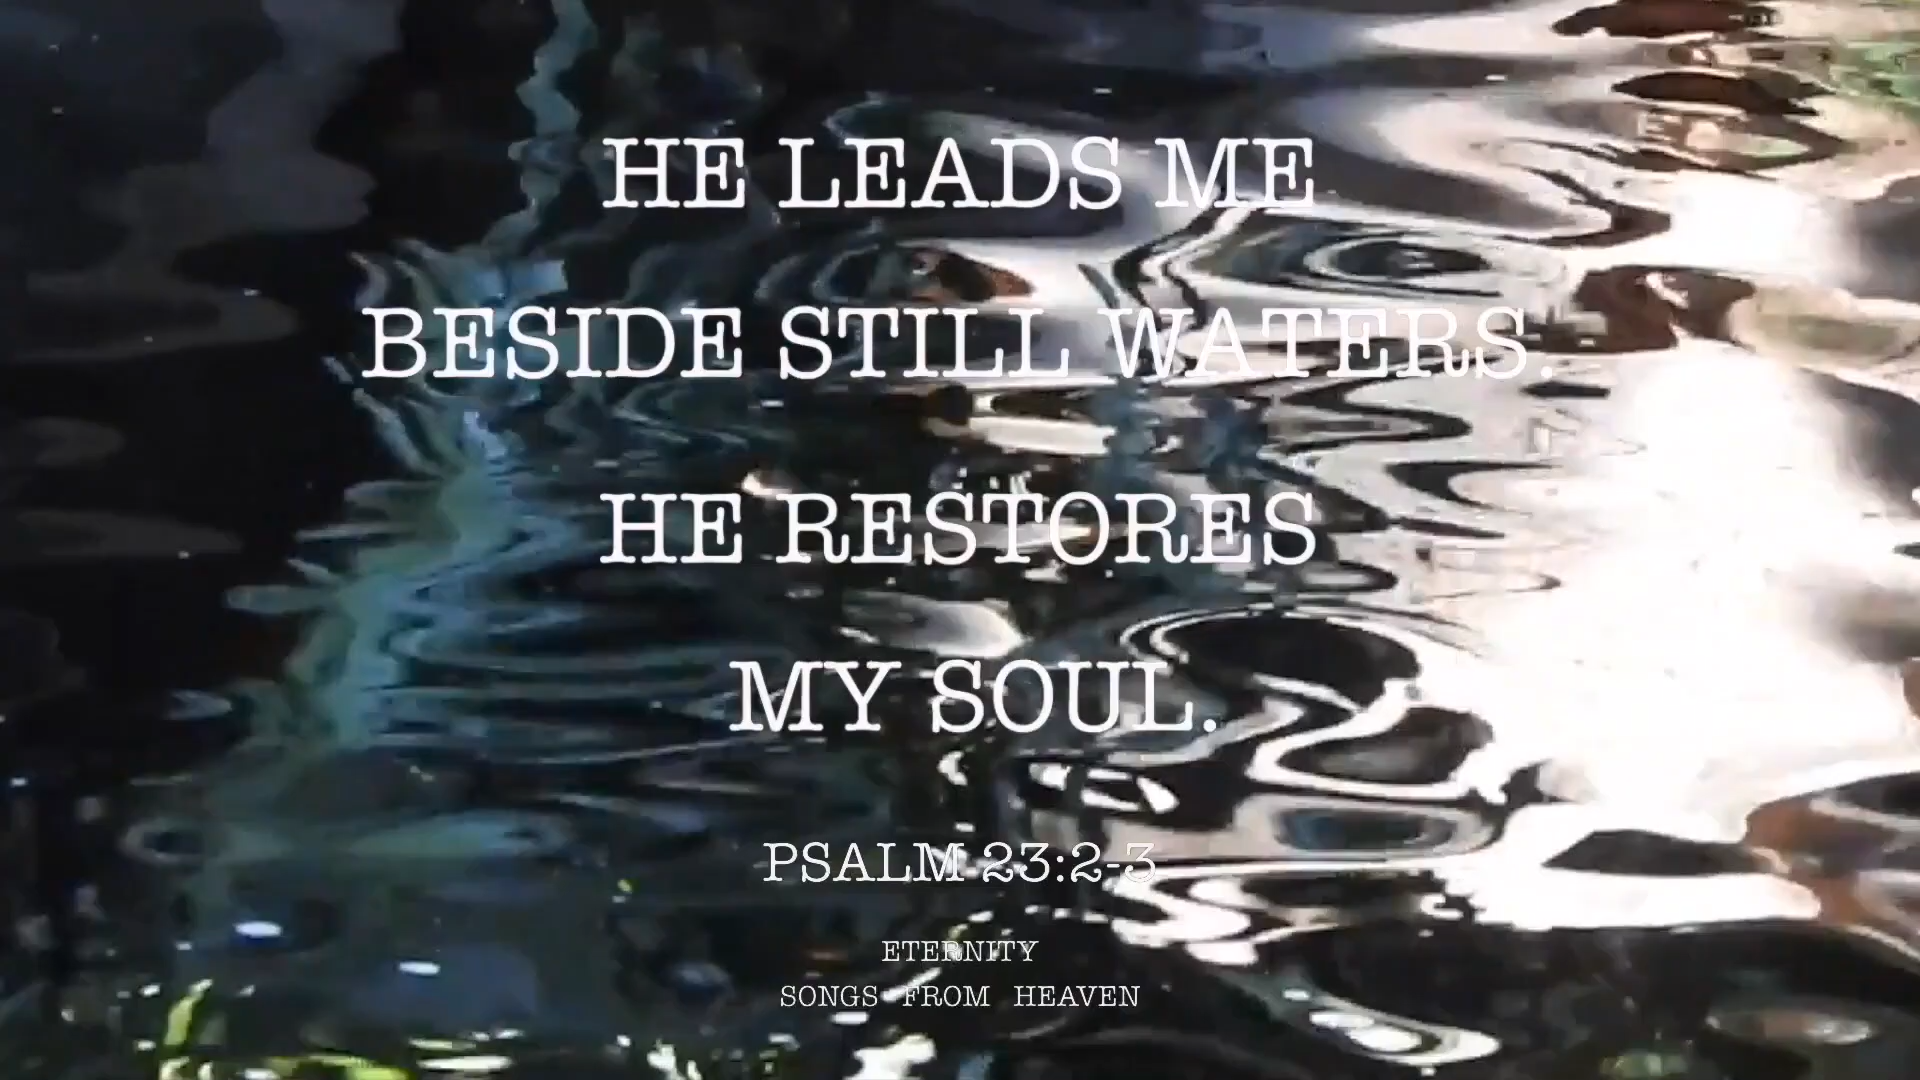 HE LEADS ME
BESIDE STILL WATERS.
HE RESTORES
MY SOUL.
PSALM 23:2-3
ETERNITY
SONGS FROM HEAVEN